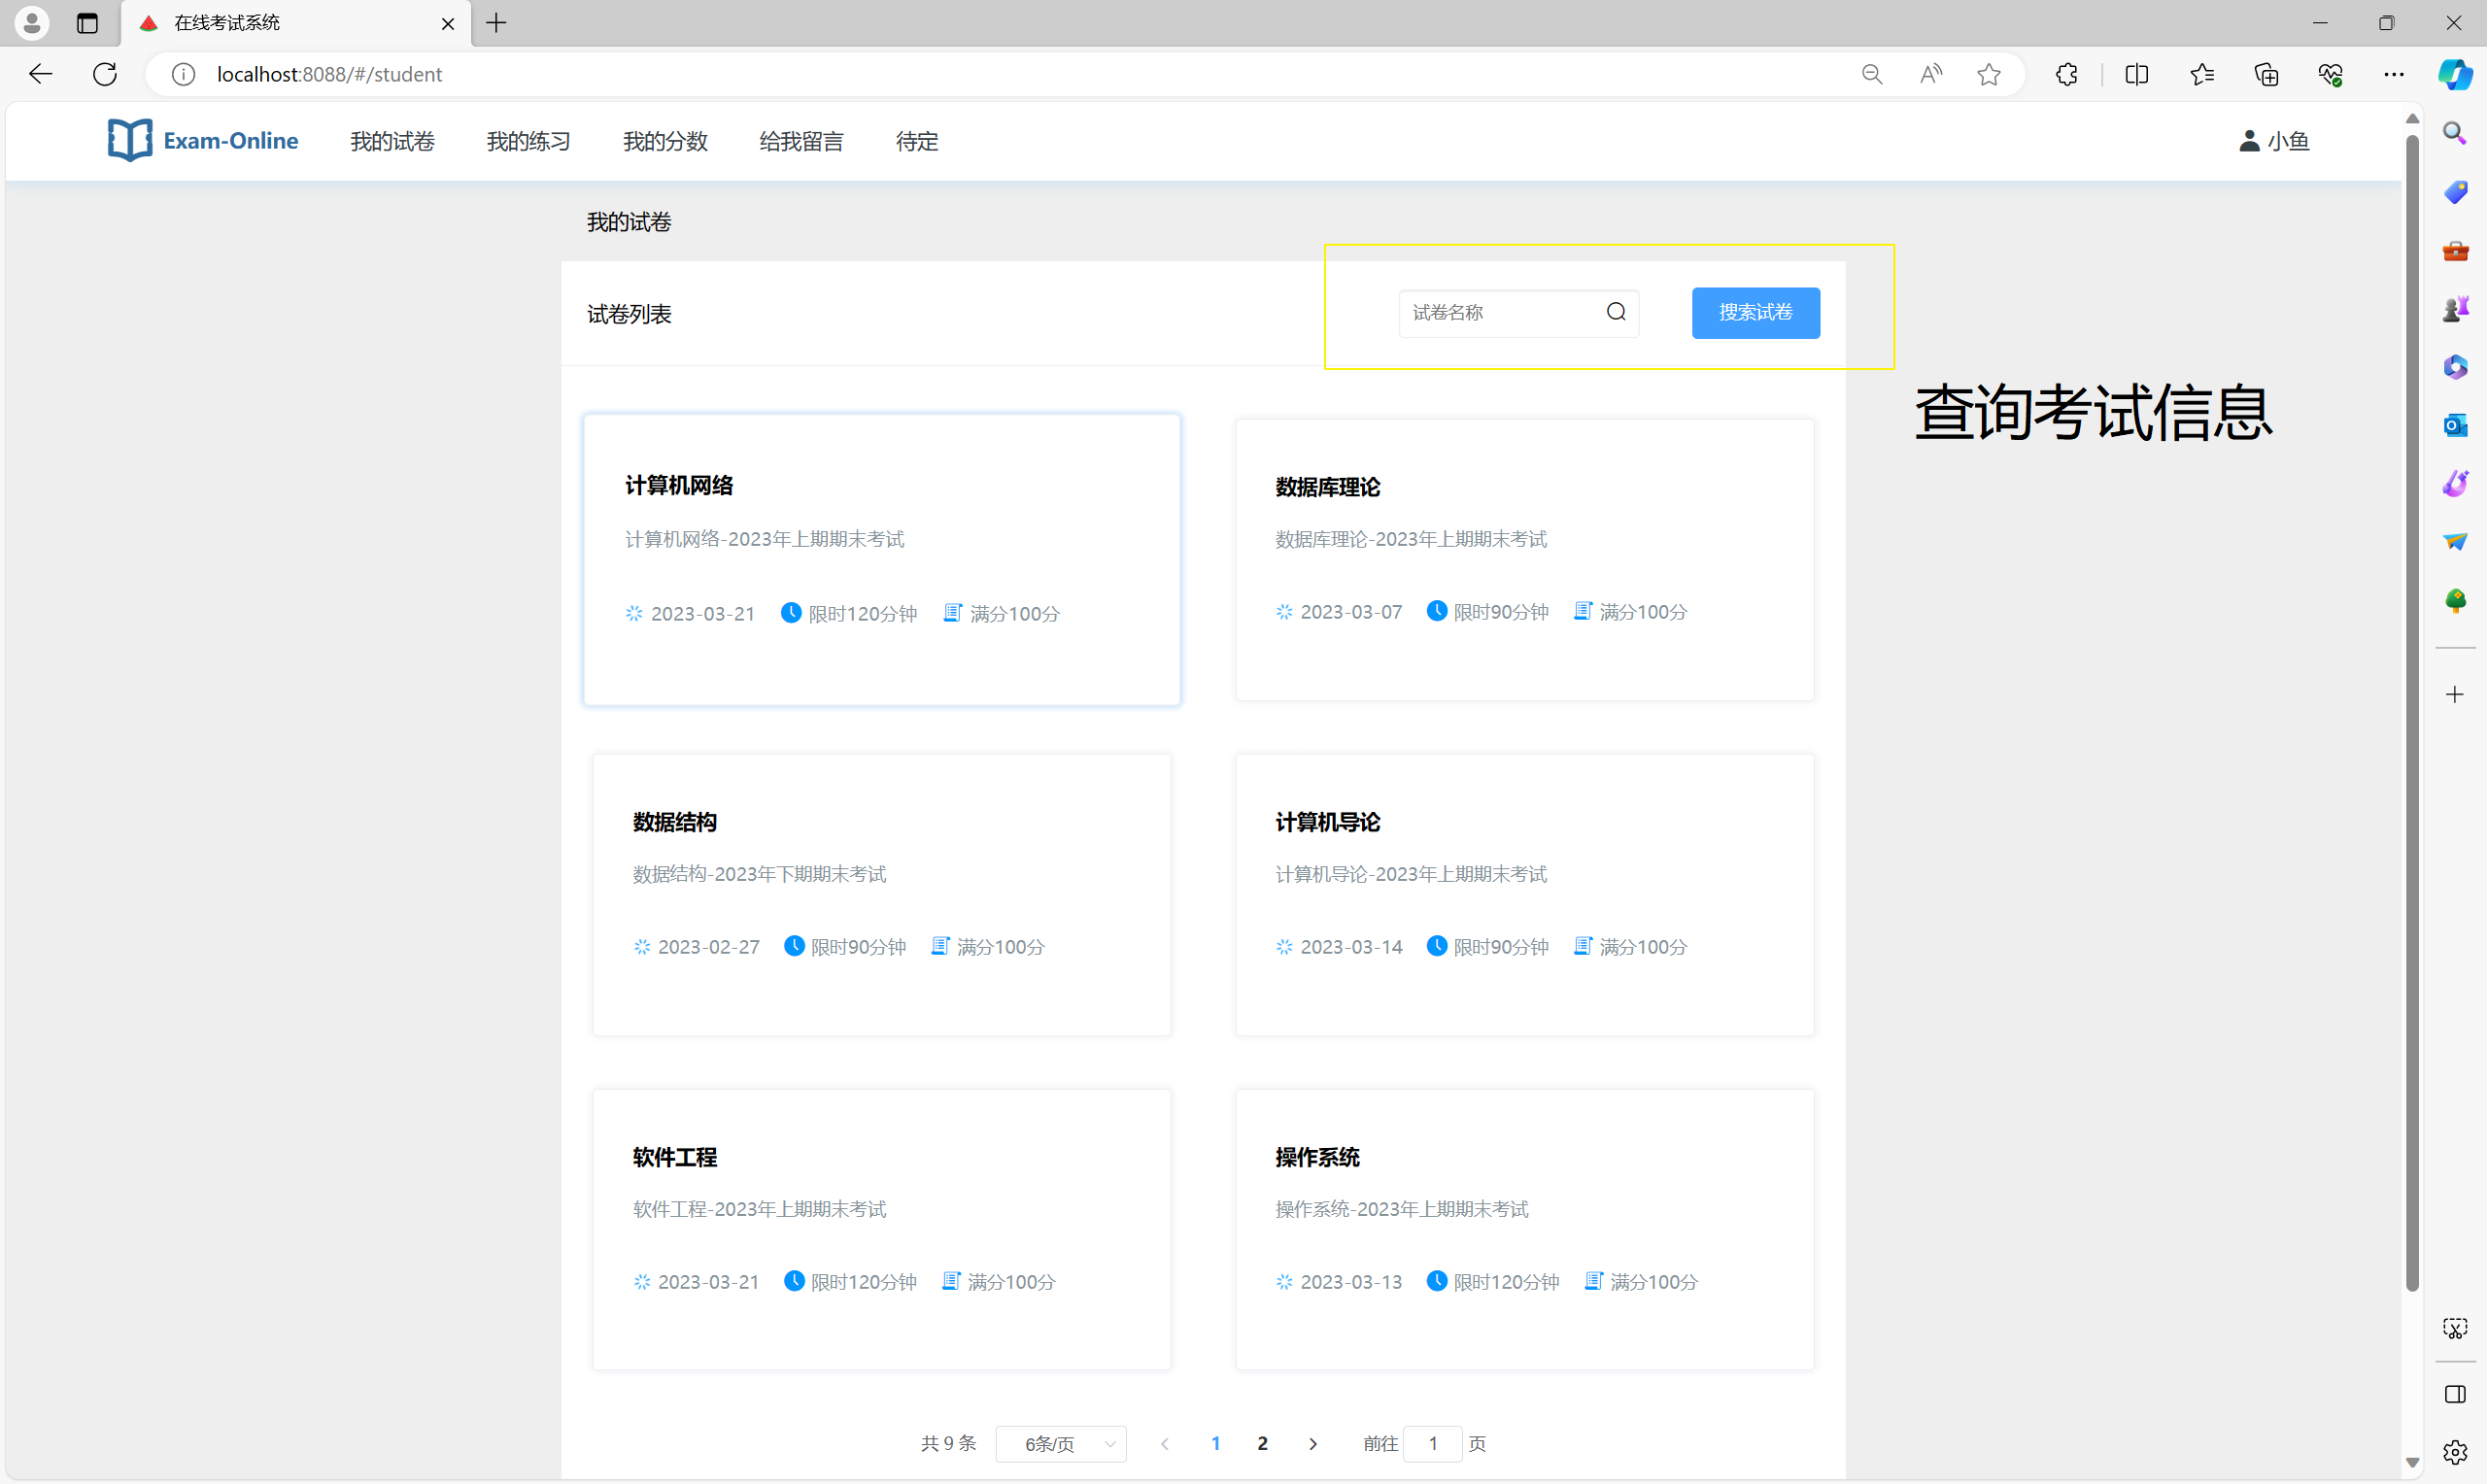 在线考试系统
localhost:8088/#/student
Exam-Online 我的试卷 我的练习 我的分数 给我留言 待定 小鱼
我的试卷
试卷列表 试卷名称 搜索试卷
查询考试信息
计算机网络
计算机网络-2023年上期期末考试
2023-03-21 限时120分钟 满分100分
数据库理论
数据库理论-2023年上期期末考试
2023-03-07 限时90分钟 满分100分
数据结构
数据结构-2023年下期期末考试
2023-02-27 限时90分钟 满分100分
计算机导论
计算机导论-2023年上期期末考试
2023-03-14 限时90分钟 满分100分
软件工程
软件工程-2023年上期期末考试
2023-03-21 限时120分钟 满分100分
操作系统
操作系统-2023年上期期末考试
2023-03-13 限时120分钟 满分100分
共 9 条 6条/页 1 2 前往 1 页